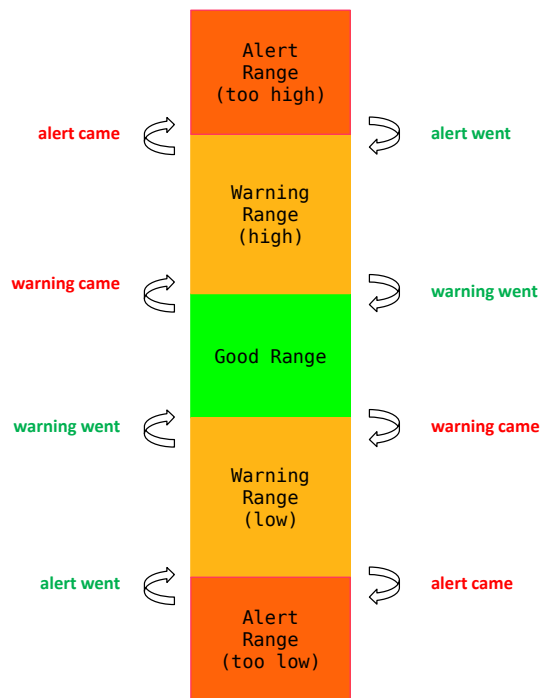 Alert
Range
(too high)
alert came
alert went
Warning
Range
(high)
warning came
warning went
Good Range
warning went
warning came
Warning
Range
(low)
alert went
alert came
Alert
Range
(too low)